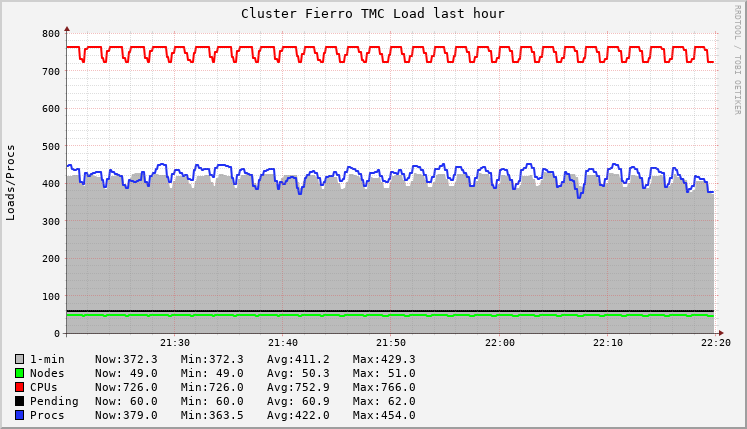 Cluster Fierro TMC Load last hour
RRDTOOL / TOBI OETIKER
Loads/Procs
800
700
600
500
400
300
200
100
0
21:30 21:40 21:50 22:00 22:10 22:20
1-min Now:372.3 Min:372.3 Avg:411.2 Max:429.3
Nodes Now: 49.0 Min: 49.0 Avg: 50.3 Max: 51.0
CPUs Now:726.0 Min:726.0 Avg:752.9 Max:766.0
Pending Now: 60.0 Min: 60.0 Avg: 60.9 Max: 62.0
Procs Now:379.0 Min:363.5 Avg:422.0 Max:454.0